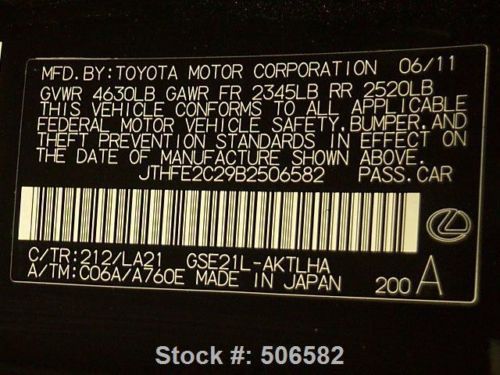 MFD. BY: TOYOTA MOTOR CORPORATION 06/11
GVWR 4630LB GAWR FR 2345LB RR 2520LB
THIS VEHICLE CONFORMS TO ALL APPLICABLE
FEDERAL MOTOR VEHICLE SAFETY, BUMPER, AND
THEFT PREVENTION STANDARDS IN EFFECT ON
THE DATE OF MANUFACTURE SHOWN ABOVE.
JTHFE2C29B2506582 PASS. CAR
C/TR: 212/LA21 GSE21L-AKTLHA
A/TM: C06A/A760E MADE IN JAPAN 200 A
Stock #: 506582